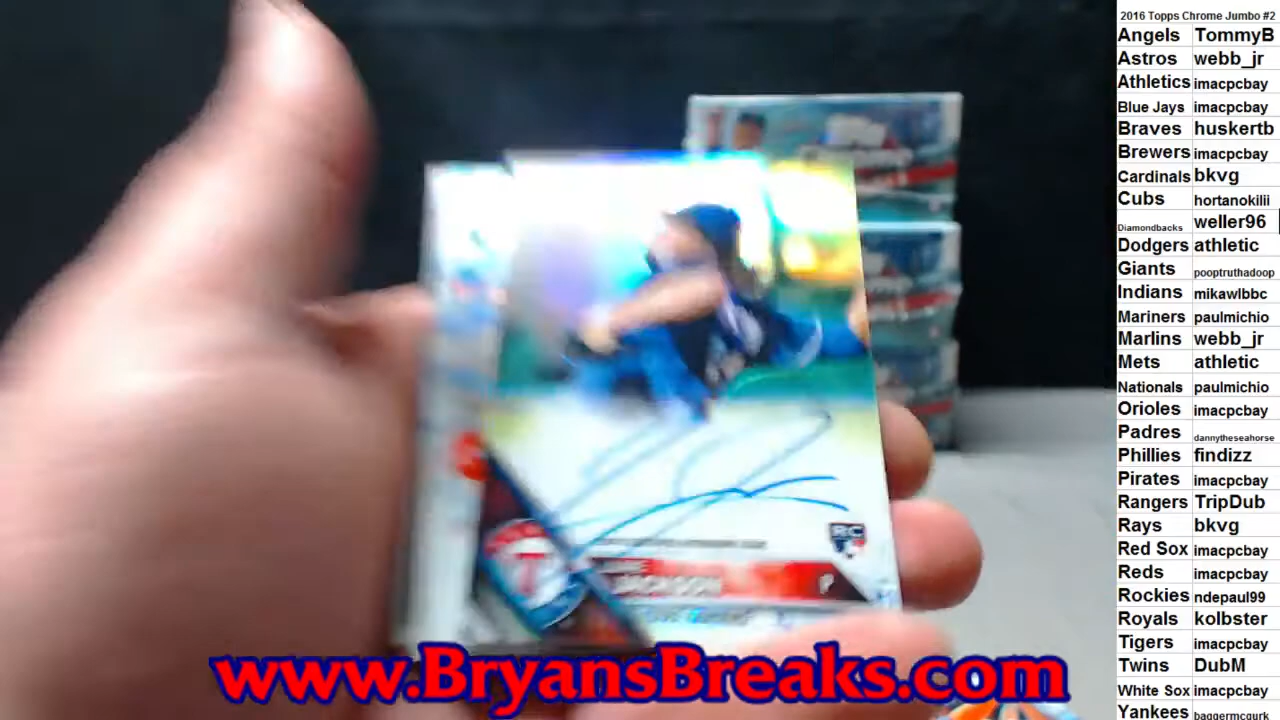 2016 Topps Chrome Jumbo #2
Angels TommyB
Astros webb_jr
Athletics imacpcbay
Blue Jays imacpcbay
Braves huskertb
Brewers imacpcbay
Cardinals bkvg
Cubs hortanokilii
Diamondbacks weller96
Dodgers athletic
Giants pooptruthadoop
Indians mikawlbbc
Mariners paulmichio
Marlins webb_jr
Mets athletic
Nationals paulmichio
Orioles imacpcbay
Padres dannytheseahorse
Phillies findizz
Pirates imacpcbay
Rangers TripDub
Rays bkvg
Red Sox imacpcbay
Reds imacpcbay
Rockies ndepaul99
Royals kolbster
Tigers imacpcbay
Twins DubM
White Sox imacpcbay
Yankees baggermcgurk
RC
T
JACKSON P
www.BryansBreaks.com